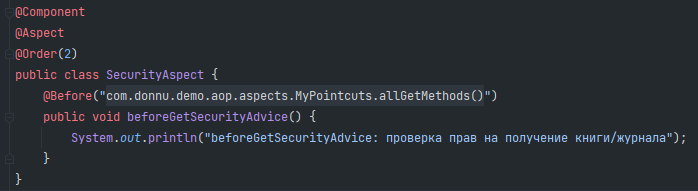 @Component
@Aspect
@Order(2)
public class SecurityAspect {
    @Before("com.donnu.demo.aop.aspects.MyPointcuts.allGetMethods()")
    public void beforeGetSecurityAdvice() {
        System.out.println("beforeGetSecurityAdvice: проверка прав на получение книги/журнала");
    }
}